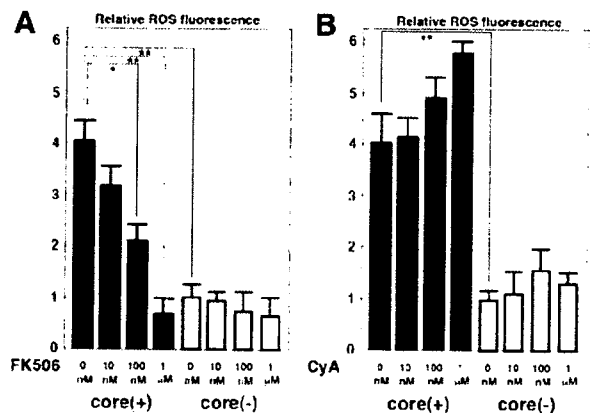 A
Relative ROS fluorescence
6
5
4
3
2
1
0
**
**
*
**
FK506
0 10 100 1 0 10 100 1
nM nM nM μM nM nM nM μM
core(+) core(-)
B
Relative ROS fluorescence
6
5
4
3
2
1
0
**
CyA
0 10 100 0 10 100 1
nM nM nM μM nM nM nM μM
core(+) core(-)